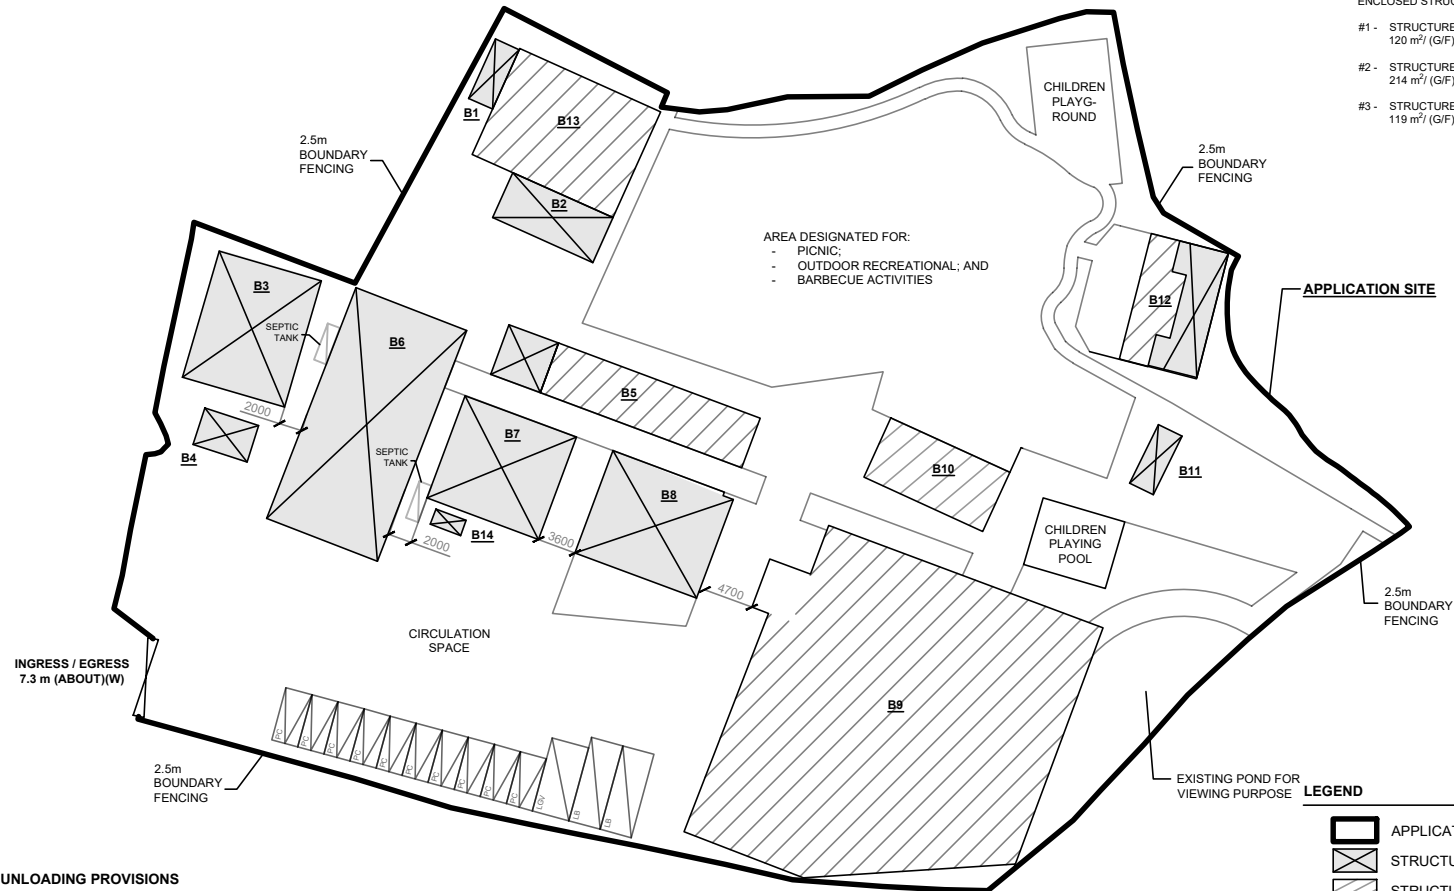 ENCLOSED STRUC
#1 - STRUCTURE
120 m²/ (G/F)
#2 - STRUCTURE
214 m²/ (G/F)
#3 - STRUCTURE
119 m²/ (G/F)
B1
B13
CHILDREN
PLAYG-
ROUND
2.5m
BOUNDARY
FENCING
2.5m
BOUNDARY
FENCING
B2
AREA DESIGNATED FOR:
- PICNIC;
- OUTDOOR RECREATIONAL; AND
- BARBECUE ACTIVITIES
B3
APPLICATION SITE
B12
SEPTIC
TANK
B6
B5
2000
B4
B7
SEPTIC
TANK
B8
B10
B11
B14
2000
3600
CHILDREN
PLAYING
POOL
4700
2.5m
BOUNDARY
FENCING
CIRCULATION
SPACE
INGRESS / EGRESS
7.3 m (ABOUT)(W)
B9
PC
PC
PC
PC
PC
PC
PC
PC
PC
PC
LGV
LB
LB
2.5m
BOUNDARY
FENCING
EXISTING POND FOR
VIEWING PURPOSE
LEGEND
APPLICAT
STRUCTU
STRUCTU
UNLOADING PROVISIONS